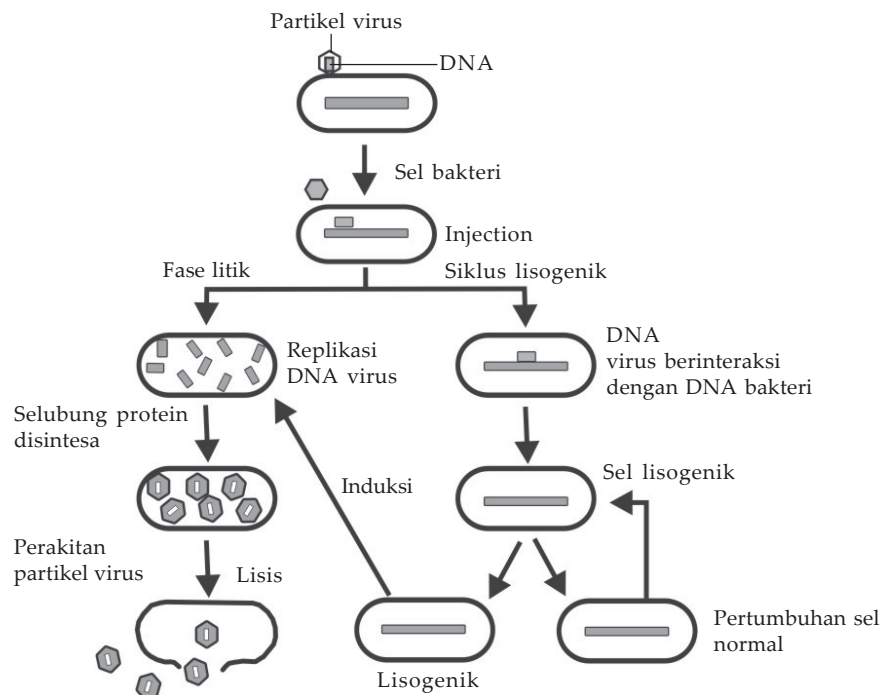 Partikel virus
DNA
Sel bakteri
Injection
Fase litik
Siklus lisogenik
Replikasi
DNA virus
DNA
virus berinteraksi
dengan DNA bakteri
Selubung protein
disintesa
Sel lisogenik
Induksi
Perakitan
partikel virus
Lisis
Lisogenik
Pertumbuhan sel
normal